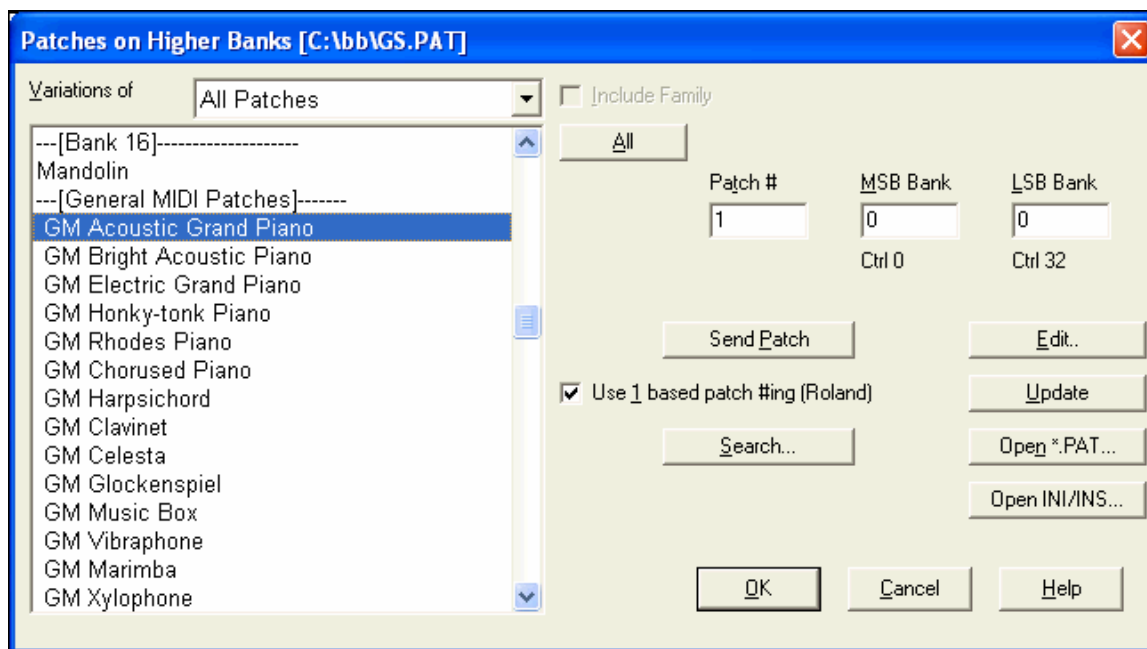 Patches on Higher Banks [C:\bb\GS.PAT]
Variations of
All Patches
Include Family
---[Bank 16]--------------------
Mandolin
---[General MIDI Patches]-------
GM Acoustic Grand Piano
GM Bright Acoustic Piano
GM Electric Grand Piano
GM Honky-tonk Piano
GM Rhodes Piano
GM Chorused Piano
GM Harpsichord
GM Clavinet
GM Celesta
GM Glockenspiel
GM Music Box
GM Vibraphone
GM Marimba
GM Xylophone
All
Patch # MSB Bank LSB Bank
1 0 0
Ctrl 0 Ctrl 32
Send Patch Edit..
Use 1 based patch #ing (Roland) Update
Search... Open *.PAT...
Open INI/INS...
OK Cancel Help